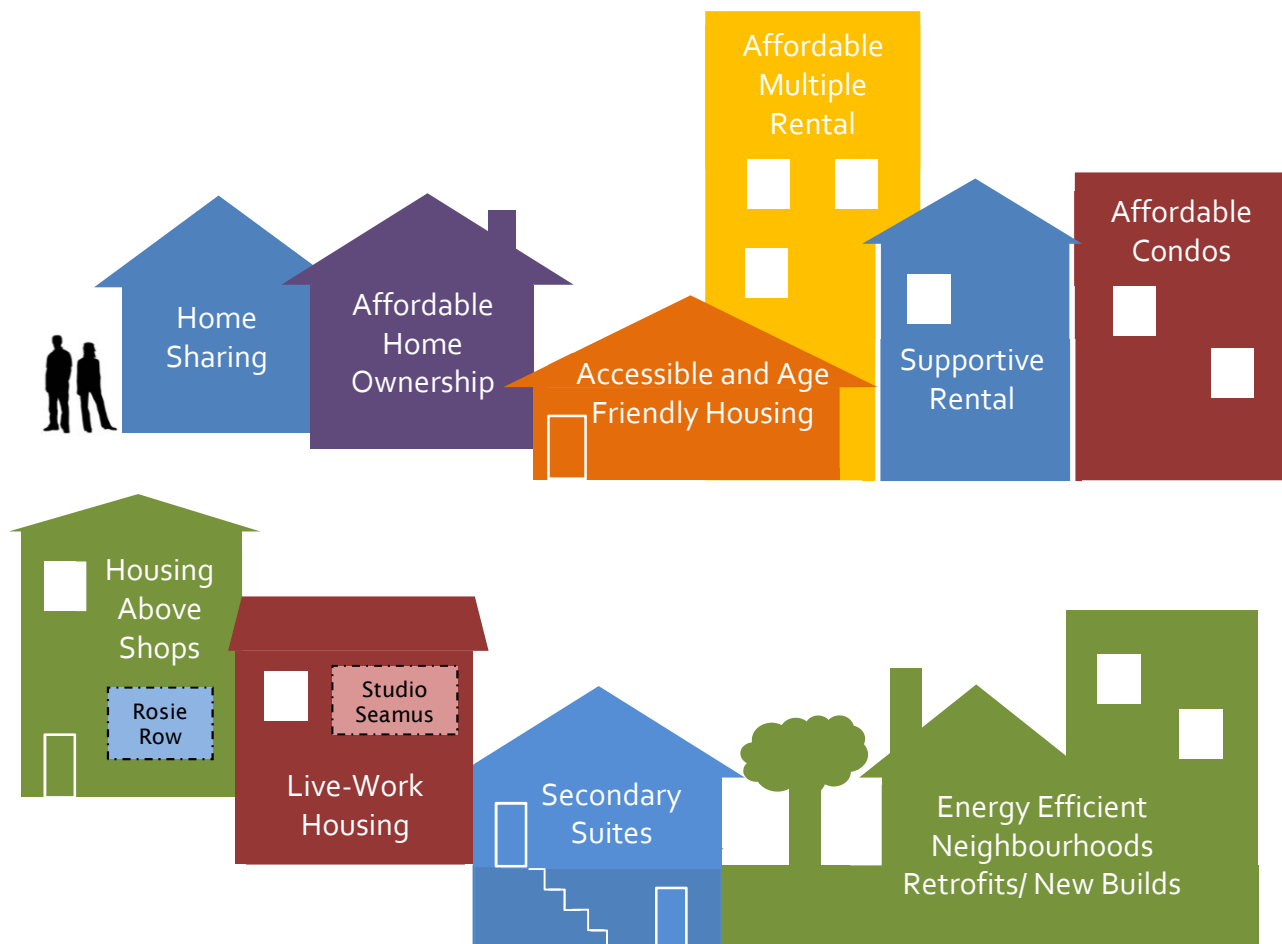 Affordable
Multiple
Rental
Affordable
Condos
Home
Sharing
Affordable
Home
Ownership
Accessible and Age
Friendly Housing
Supportive
Rental
Housing
Above
Shops
Rosie
Row
Studio
Seamus
Live-Work
Housing
Secondary
Suites
Energy Efficient
Neighbourhoods
Retrofits/ New Builds